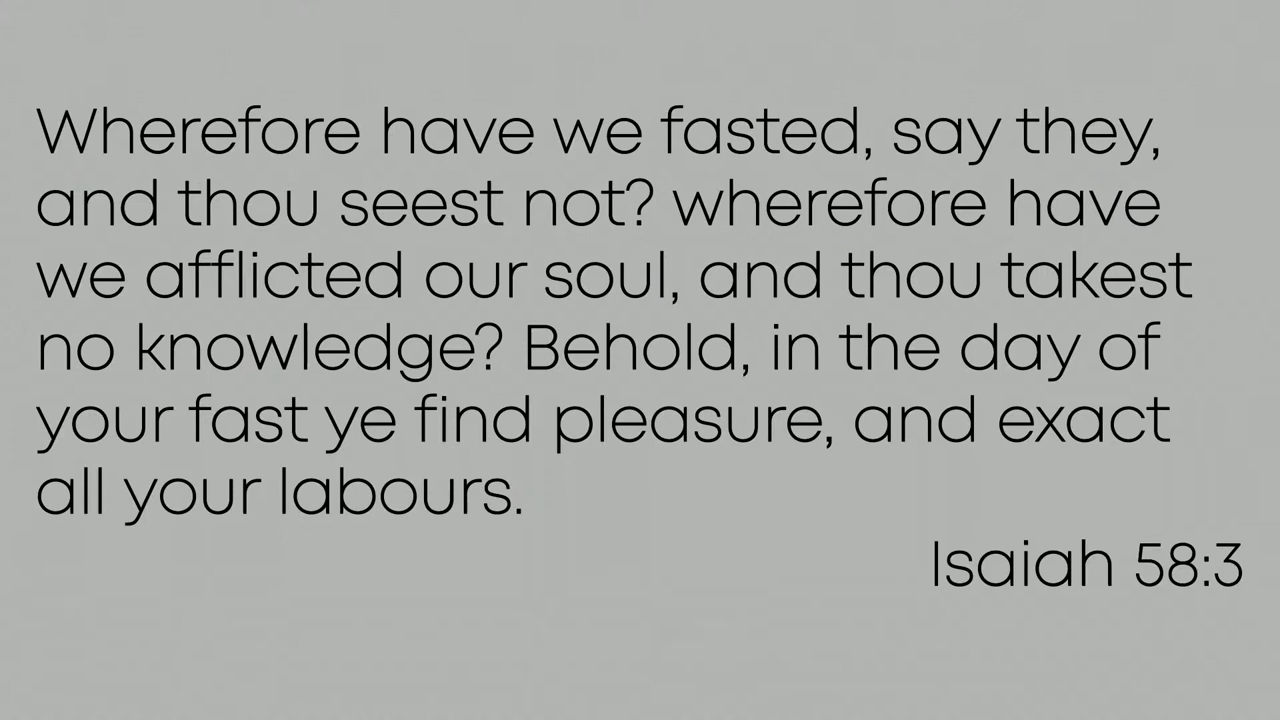 Wherefore have we fasted, say they,
and thou seest not? wherefore have
we afflicted our soul, and thou takest
no knowledge? Behold, in the day of
your fast ye find pleasure, and exact
all your labours.
Isaiah 58:3